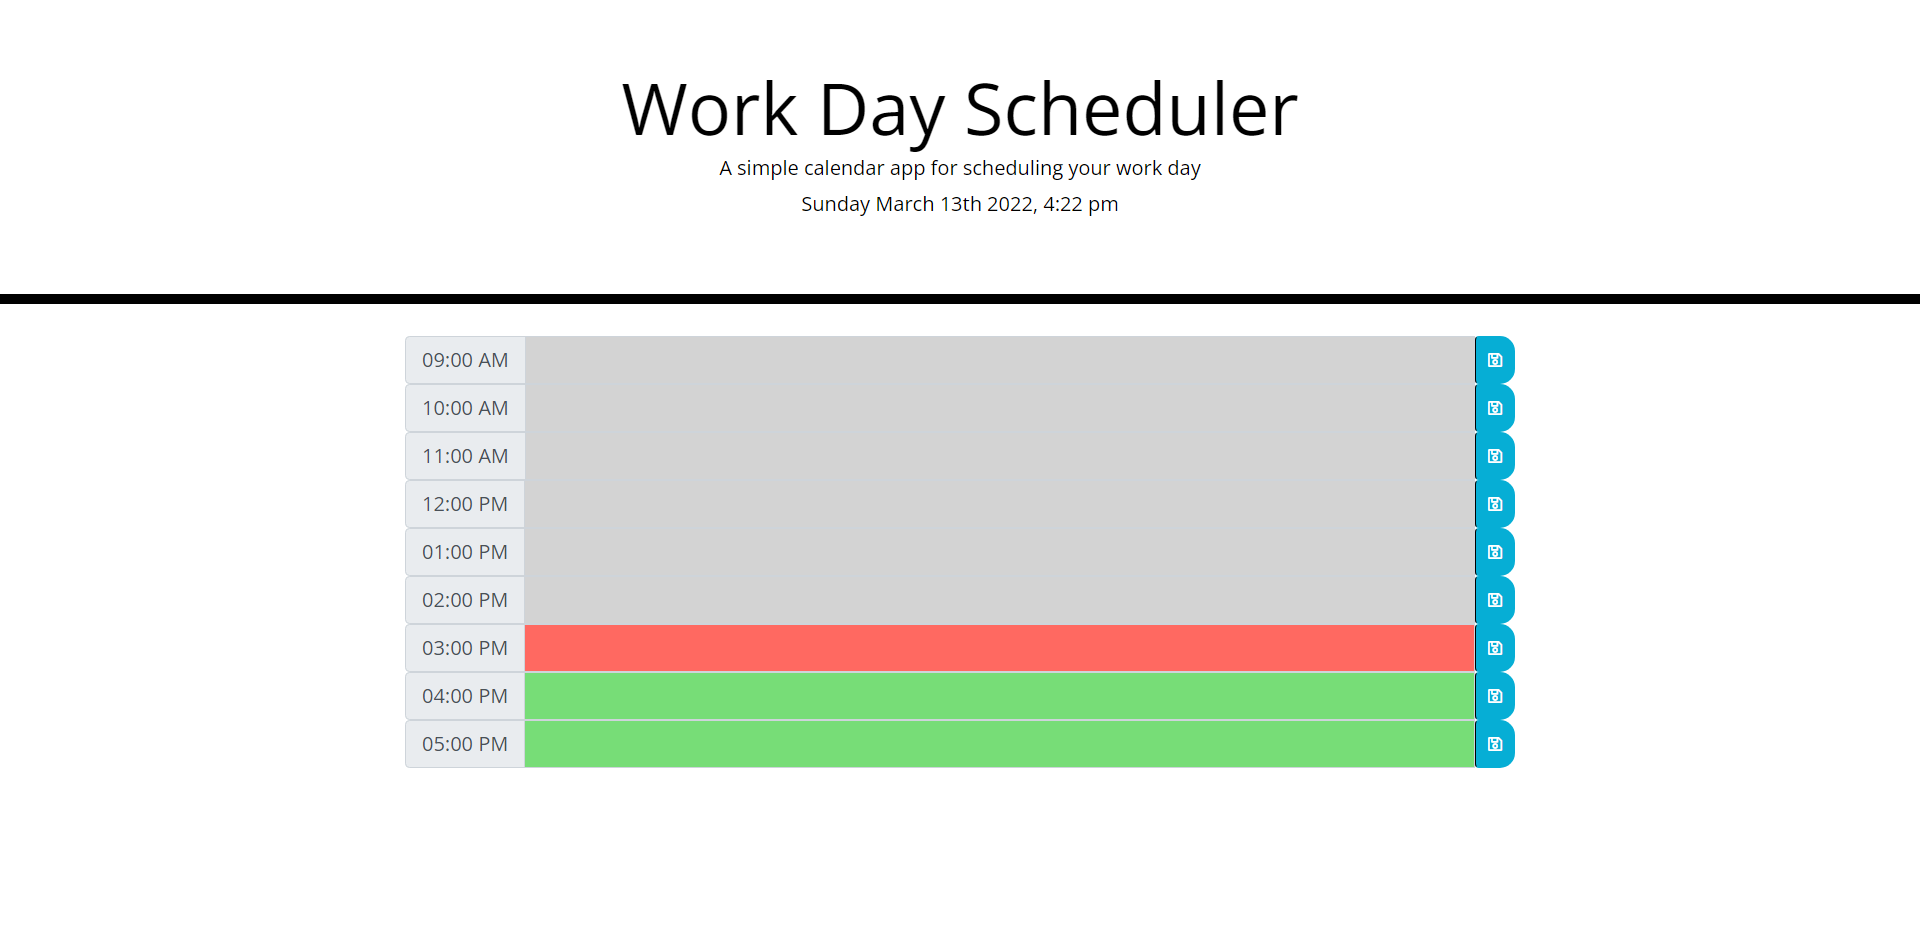 Work Day Scheduler
A simple calendar app for scheduling your work day
Sunday March 13th 2022, 4:22 pm
09:00 AM
10:00 AM
11:00 AM
12:00 PM
01:00 PM
02:00 PM
03:00 PM
04:00 PM
05:00 PM